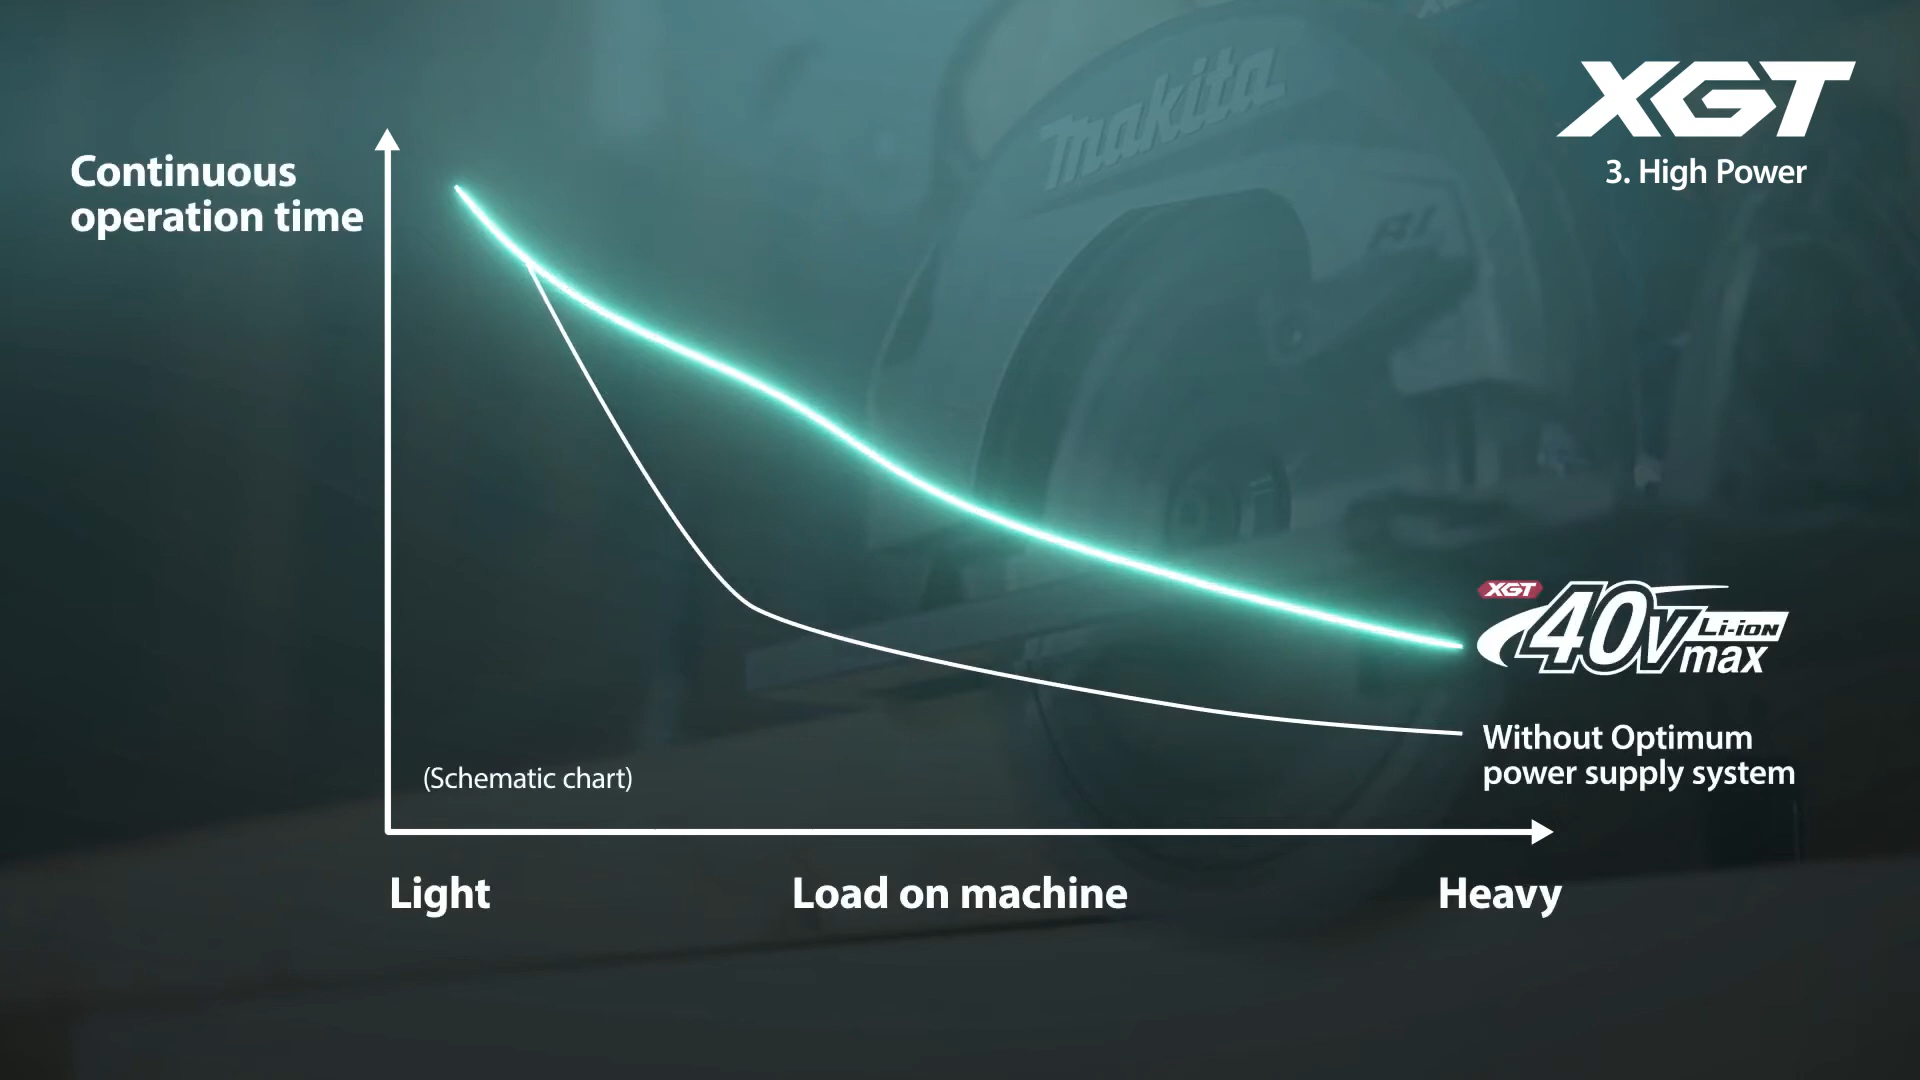 makita
XGT
3. High Power
Continuous
operation time
XGT
40V Li-ion
max
Without Optimum
power supply system
(Schematic chart)
Light
Load on machine
Heavy